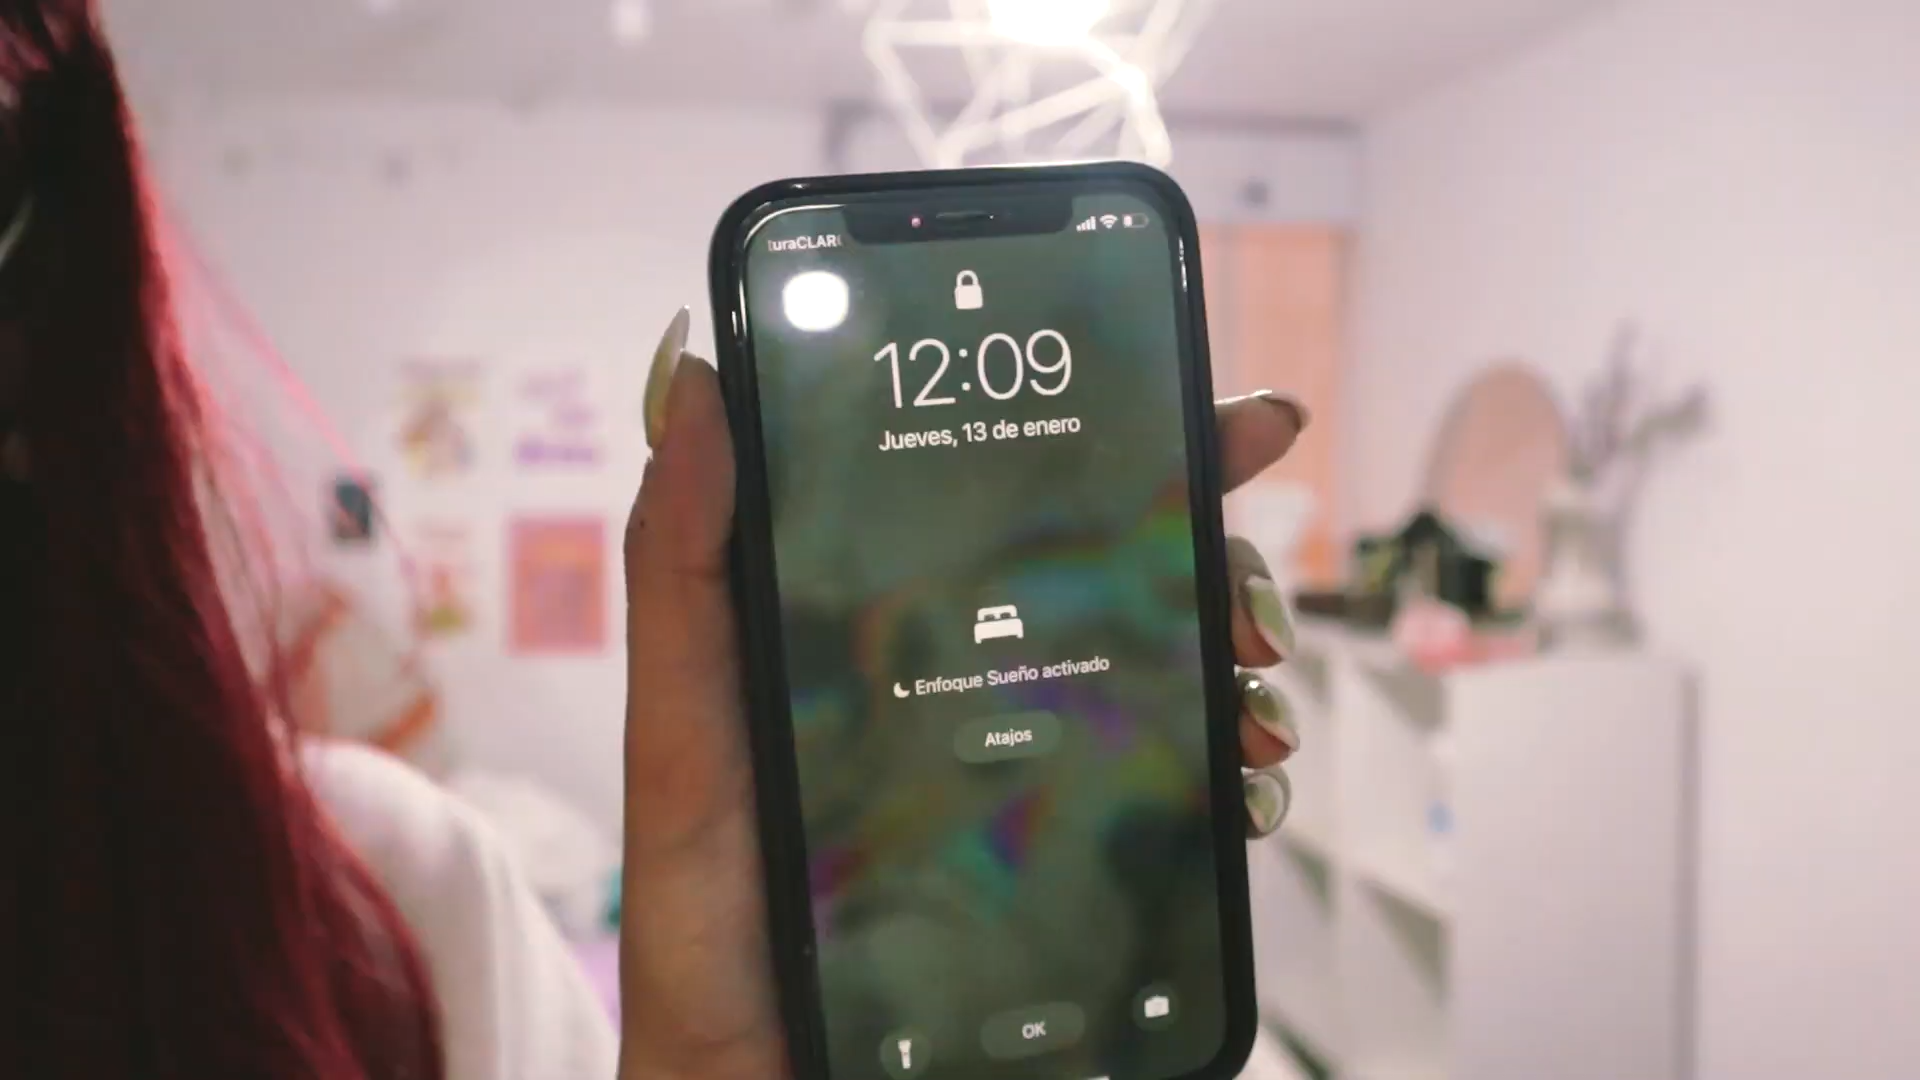 12:09
Jueves, 13 de enero
Enfoque Sueño activado
Atajos
OK